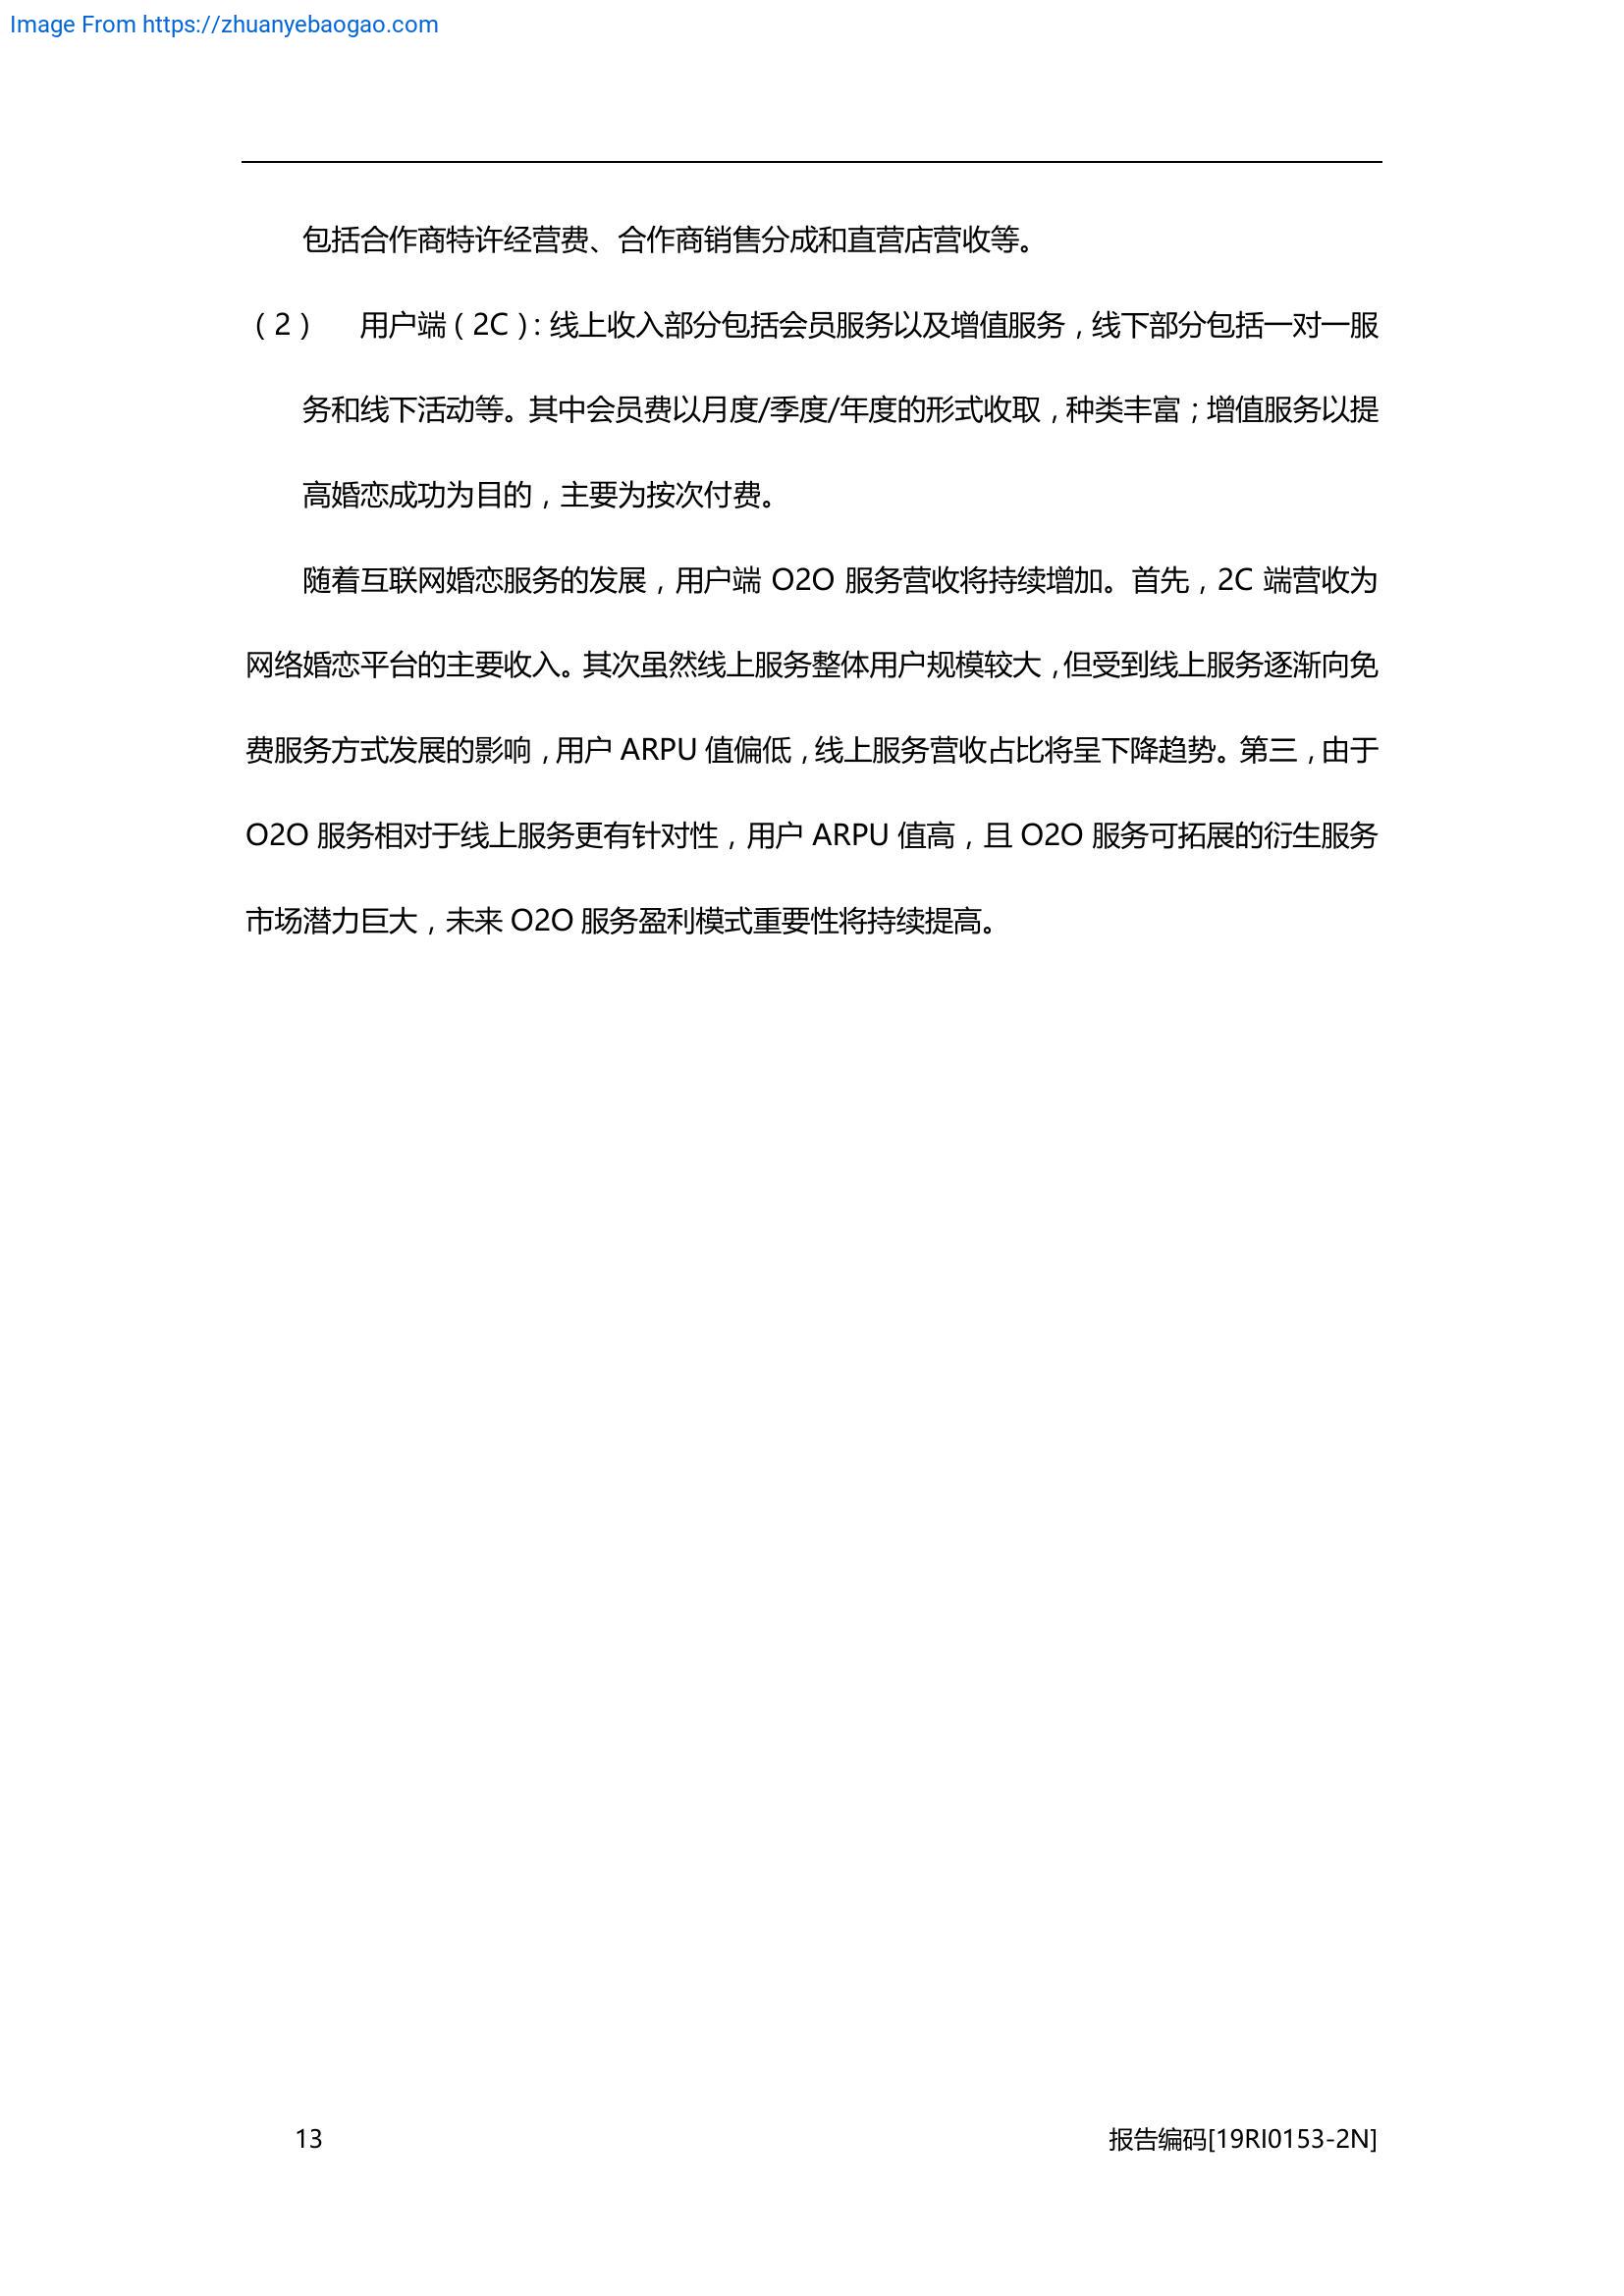 Image From https://zhuanyebaogao.com
包括合作商特许经营费、合作商销售分成和直营店营收等。
（2） 用户端（2C）：线上收入部分包括会员服务以及增值服务，线下部分包括一对一服
务和线下活动等。其中会员费以月度/季度/年度的形式收取，种类丰富；增值服务以提
高婚恋成功为目的，主要为按次付费。
随着互联网婚恋服务的发展，用户端 O2O 服务营收将持续增加。首先，2C 端营收为
网络婚恋平台的主要收入。其次虽然线上服务整体用户规模较大，但受到线上服务逐渐向免
费服务方式发展的影响，用户 ARPU 值偏低，线上服务营收占比将呈下降趋势。第三，由于
O2O 服务相对于线上服务更有针对性，用户 ARPU 值高，且 O2O 服务可拓展的衍生服务
市场潜力巨大，未来 O2O 服务盈利模式重要性将持续提高。
13 报告编码[19RI0153-2N]